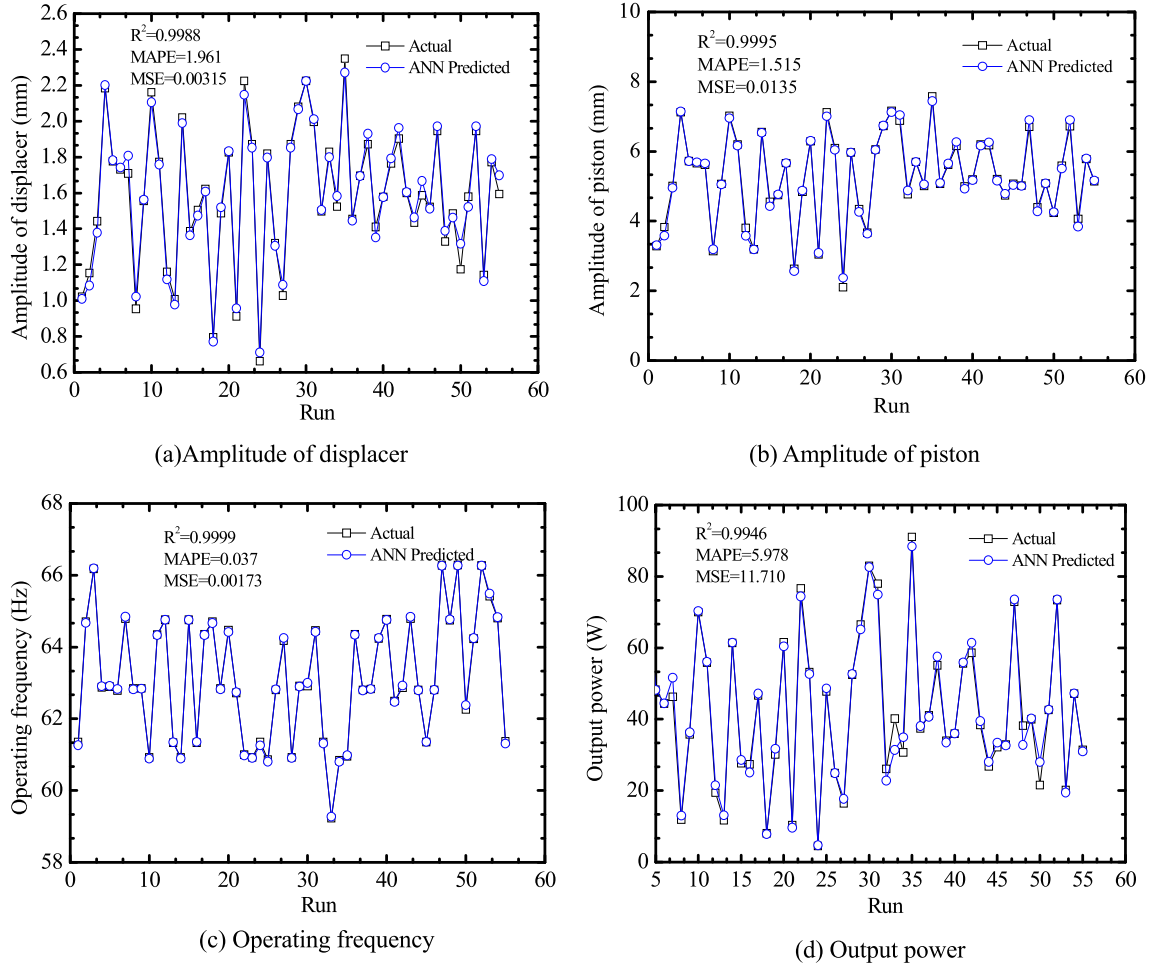 R²=0.9988
MAPE=1.961
MSE=0.00315
Actual
ANN Predicted
Amplitude of displacer (mm)
2.6
2.4
2.2
2.0
1.8
1.6
1.4
1.2
1.0
0.8
0.6
0 10 20 30 40 50 60
Run
(a)Amplitude of displacer
R²=0.9995
MAPE=1.515
MSE=0.0135
Actual
ANN Predicted
Amplitude of piston (mm)
10
8
6
4
2
0
0 10 20 30 40 50 60
Run
(b) Amplitude of piston
R²=0.9999
MAPE=0.037
MSE=0.00173
Actual
ANN Predicted
Operating frequency (Hz)
68
66
64
62
60
58
0 10 20 30 40 50 60
Run
(c) Operating frequency
R²=0.9946
MAPE=5.978
MSE=11.710
Actual
ANN Predicted
Output power (W)
100
80
60
40
20
0
5 10 15 20 25 30 35 40 45 50 55 60
Run
(d) Output power